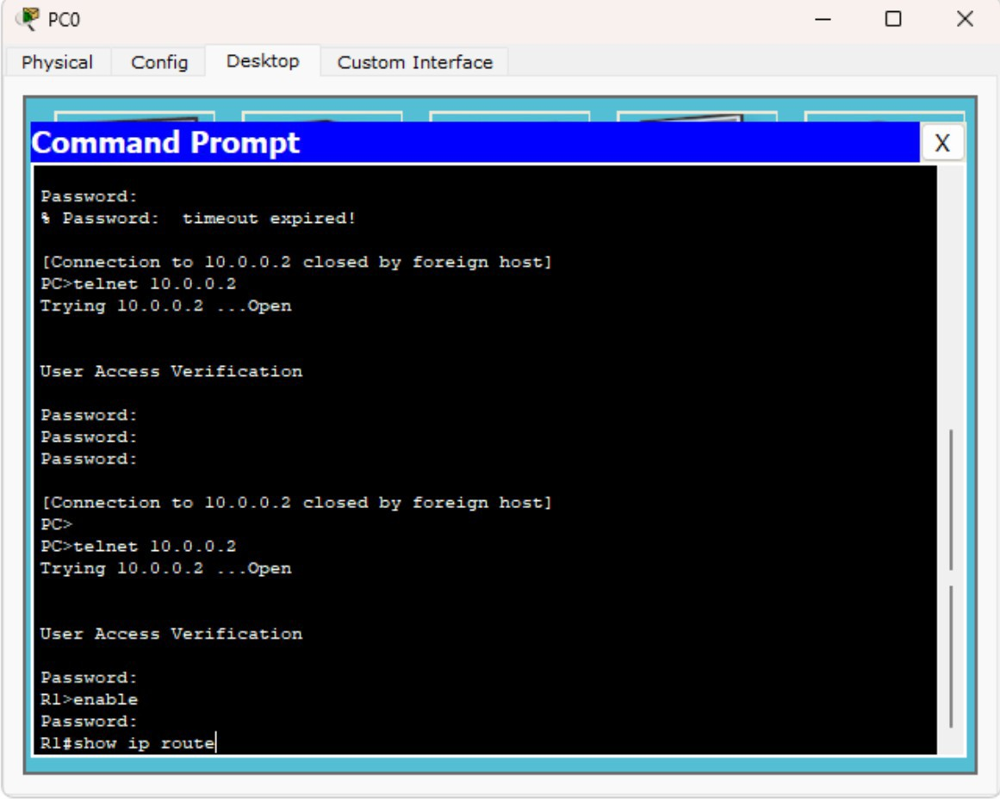 PC0
Physical Config Desktop Custom Interface
Command Prompt X
Password:
% Password:  timeout expired!
[Connection to 10.0.0.2 closed by foreign host]
PC>telnet 10.0.0.2
Trying 10.0.0.2 ...Open
User Access Verification
Password:
Password:
Password:
[Connection to 10.0.0.2 closed by foreign host]
PC>
PC>telnet 10.0.0.2
Trying 10.0.0.2 ...Open
User Access Verification
Password:
R1>enable
Password:
R1#show ip route